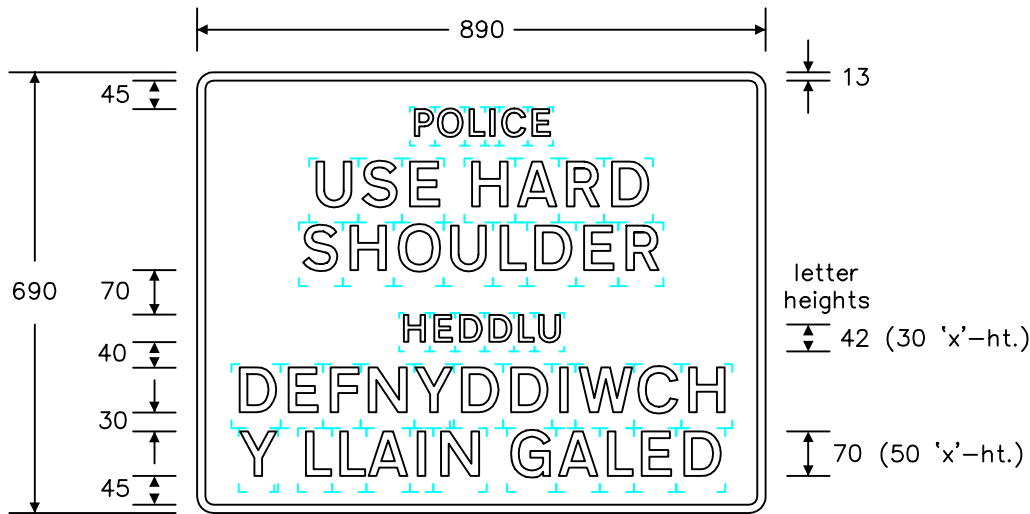 890
45
13
POLICE
USE HARD
SHOULDER
690
70
letter
heights
HEDDLU
42 (30 'x'-ht.)
40
DEFNYDDIWCH
30
Y LLAIN GALED
70 (50 'x'-ht.)
45